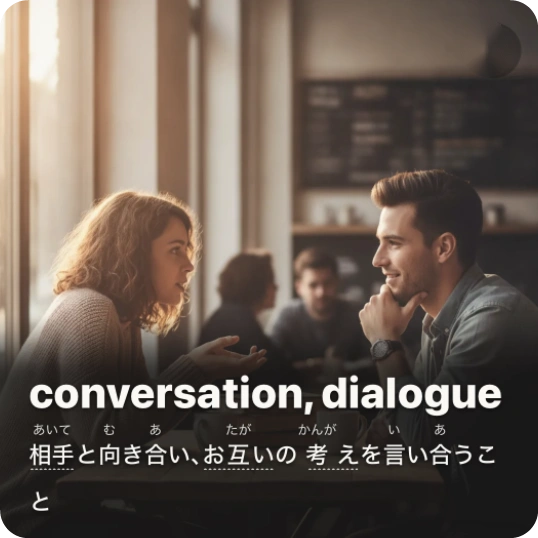 conversation, dialogue
あいて む あ たが かんが い あ
相手と向き合い、お互いの 考 えを言い合うこ
と